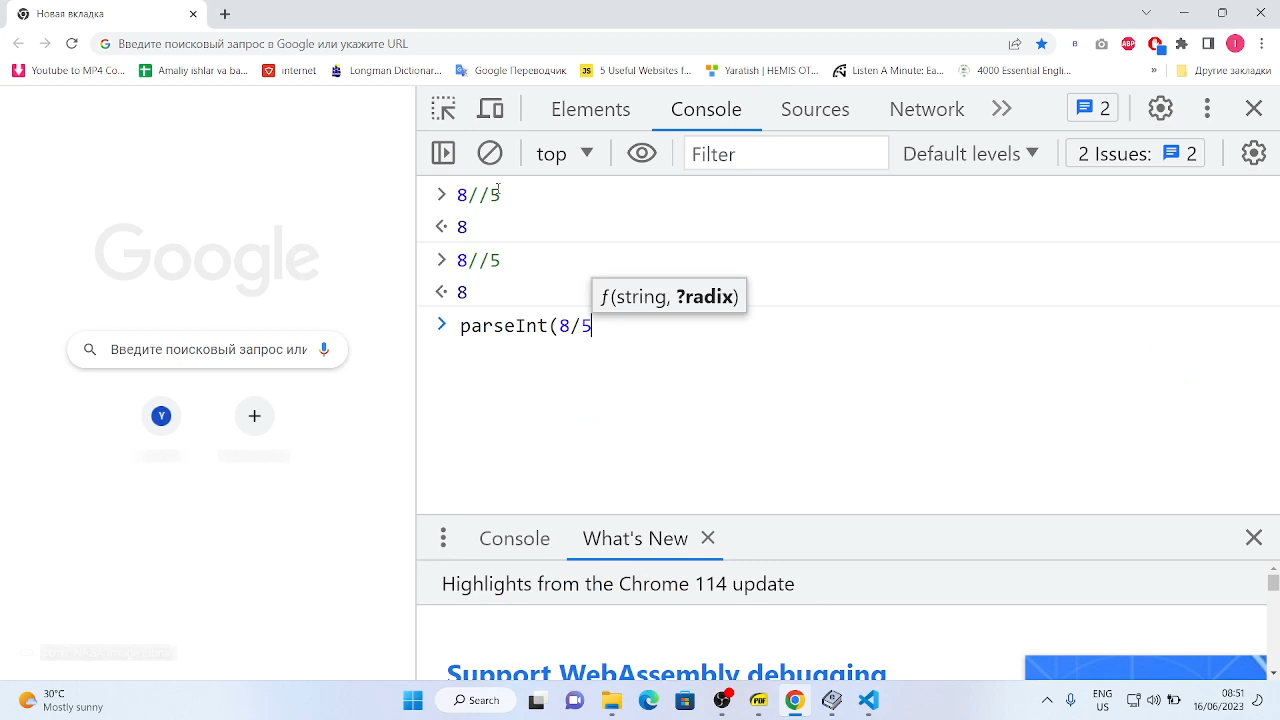 Новая вкладка
Введите поисковый запрос в Google или укажите URL
Youtube to MP4 Co... Amaliy ishlar va ba... internet Longman Dictionar... Google Переводчик JS 5 Useful Websites f... Yaratish | HEMIS OT... Listen A Minute: Ea... 4000 Essential Engli... » Другие закладки
Elements Console Sources Network 2
top Filter Default levels 2 Issues: 2
8//5
8
8//5
8
ƒ(string, ?radix)
parseInt(8/5
Google
Введите поисковый запрос или
Y
Console What's New
Highlights from the Chrome 114 update
Support WebAssembly debugging
30°C
Mostly sunny
Search
PDF
ENG
US
08:51
16/06/2023